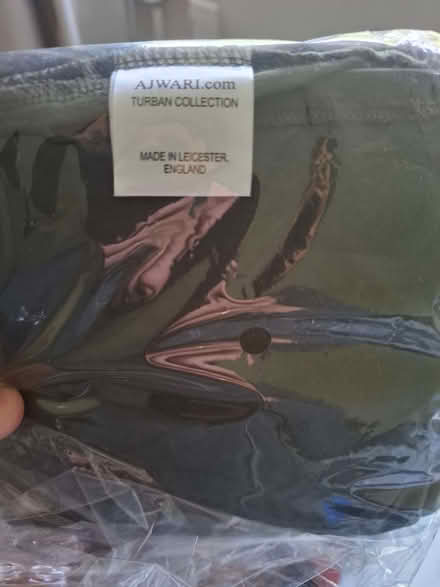 AJWARI.com
TURBAN COLLECTION
MADE IN LEICESTER,
ENGLAND